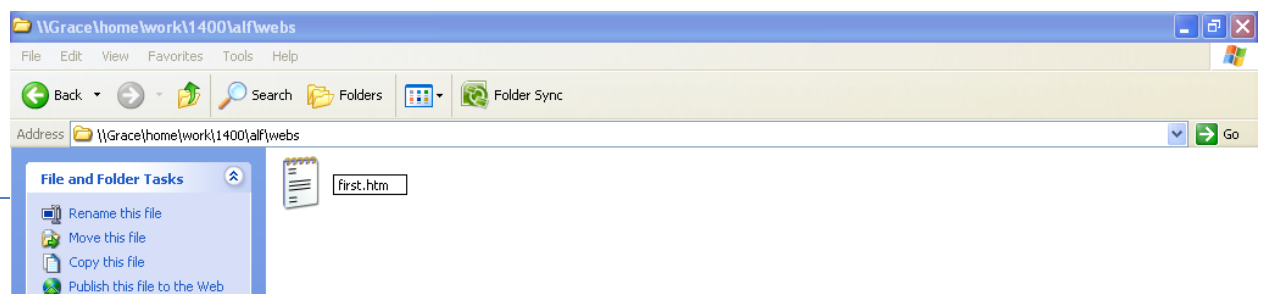 \\Grace\home\work\1400\alf\webs
File Edit View Favorites Tools Help
Back Search Folders Folder Sync
Address \\Grace\home\work\1400\alf\webs Go
File and Folder Tasks
first.htm
Rename this file
Move this file
Copy this file
Publish this file to the Web